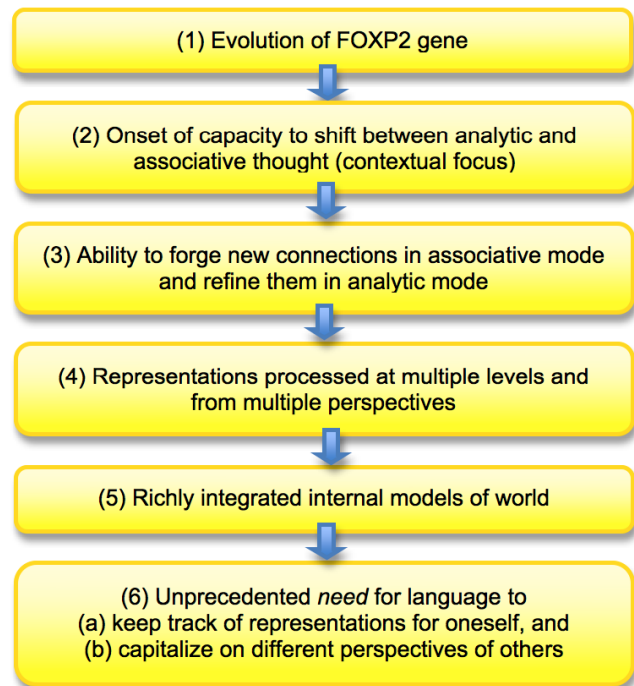 (1) Evolution of FOXP2 gene
(2) Onset of capacity to shift between analytic and
associative thought (contextual focus)
(3) Ability to forge new connections in associative mode
and refine them in analytic mode
(4) Representations processed at multiple levels and
from multiple perspectives
(5) Richly integrated internal models of world
(6) Unprecedented need for language to
(a) keep track of representations for oneself, and
(b) capitalize on different perspectives of others